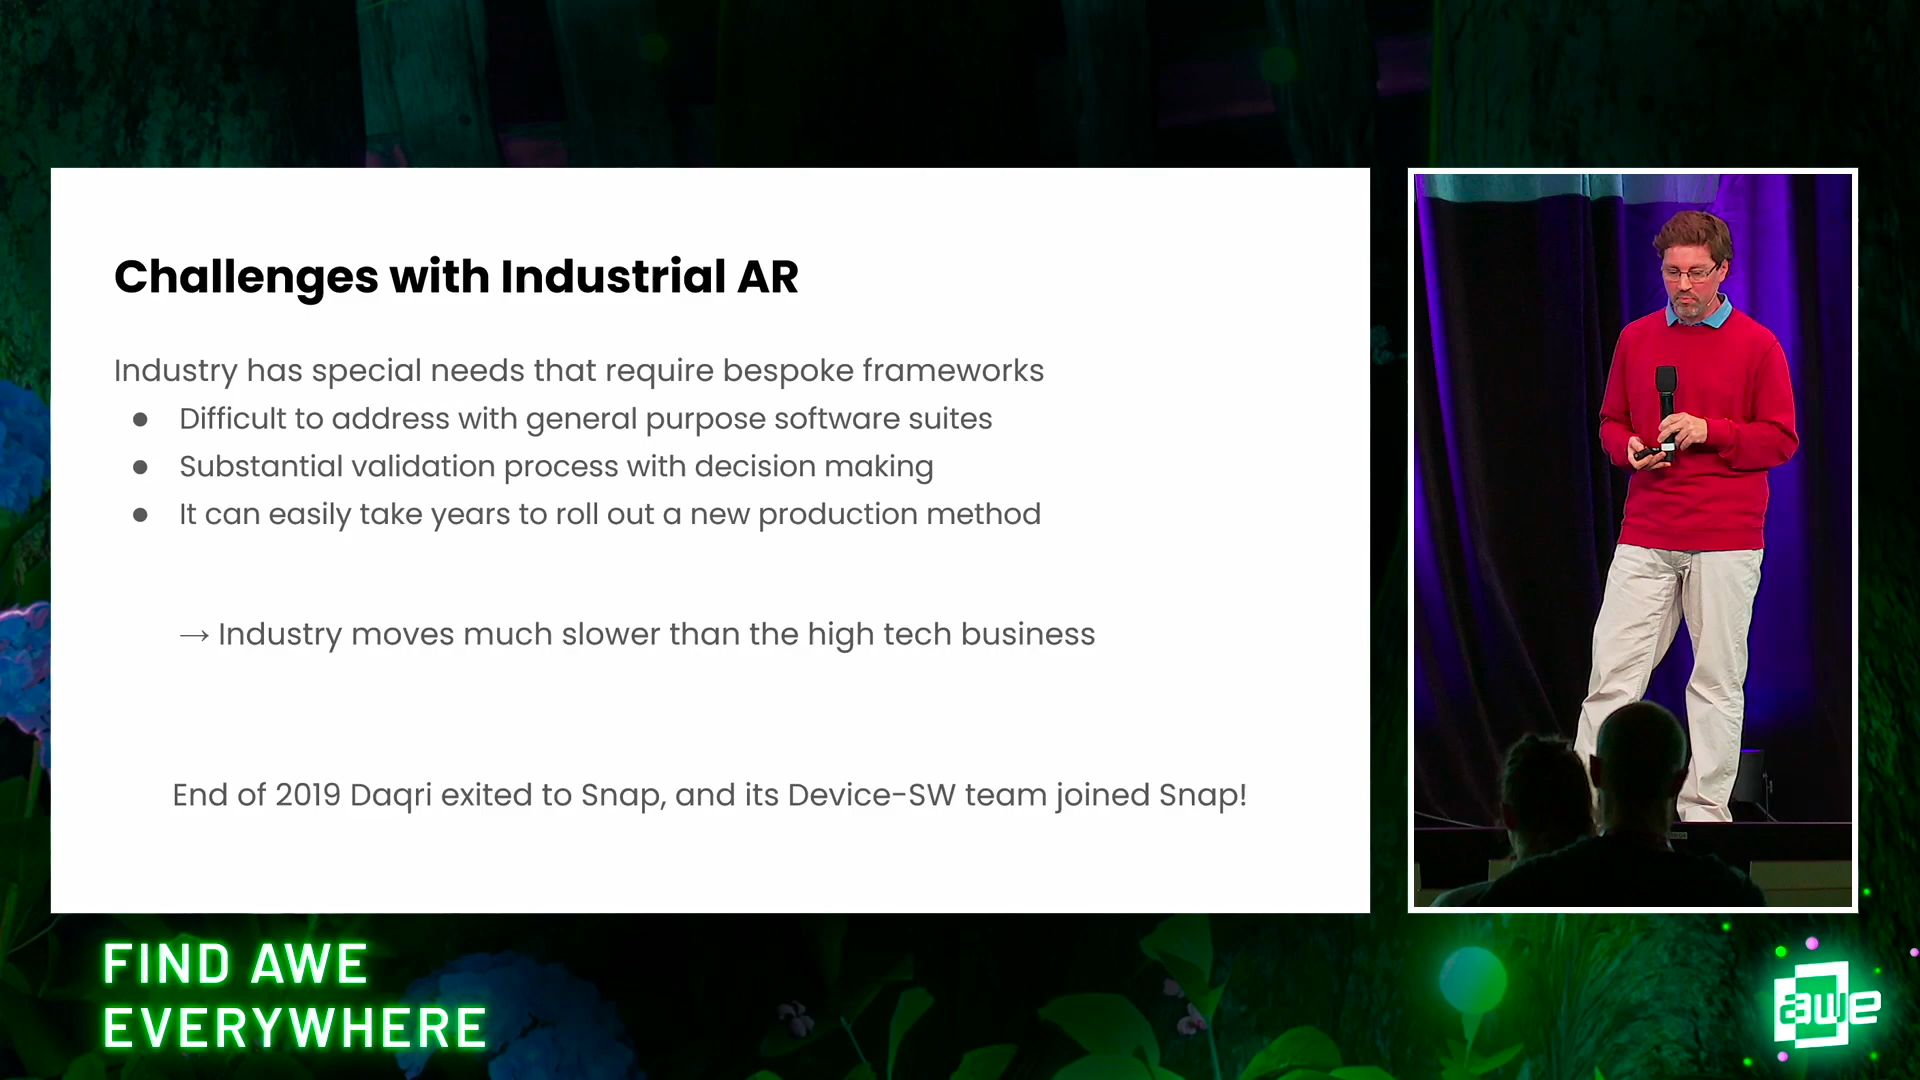 Challenges with Industrial AR
Industry has special needs that require bespoke frameworks
● Difficult to address with general purpose software suites
● Substantial validation process with decision making
● It can easily take years to roll out a new production method
→ Industry moves much slower than the high tech business
End of 2019 Daqri exited to Snap, and its Device-SW team joined Snap!
FIND AWE
EVERYWHERE
awe